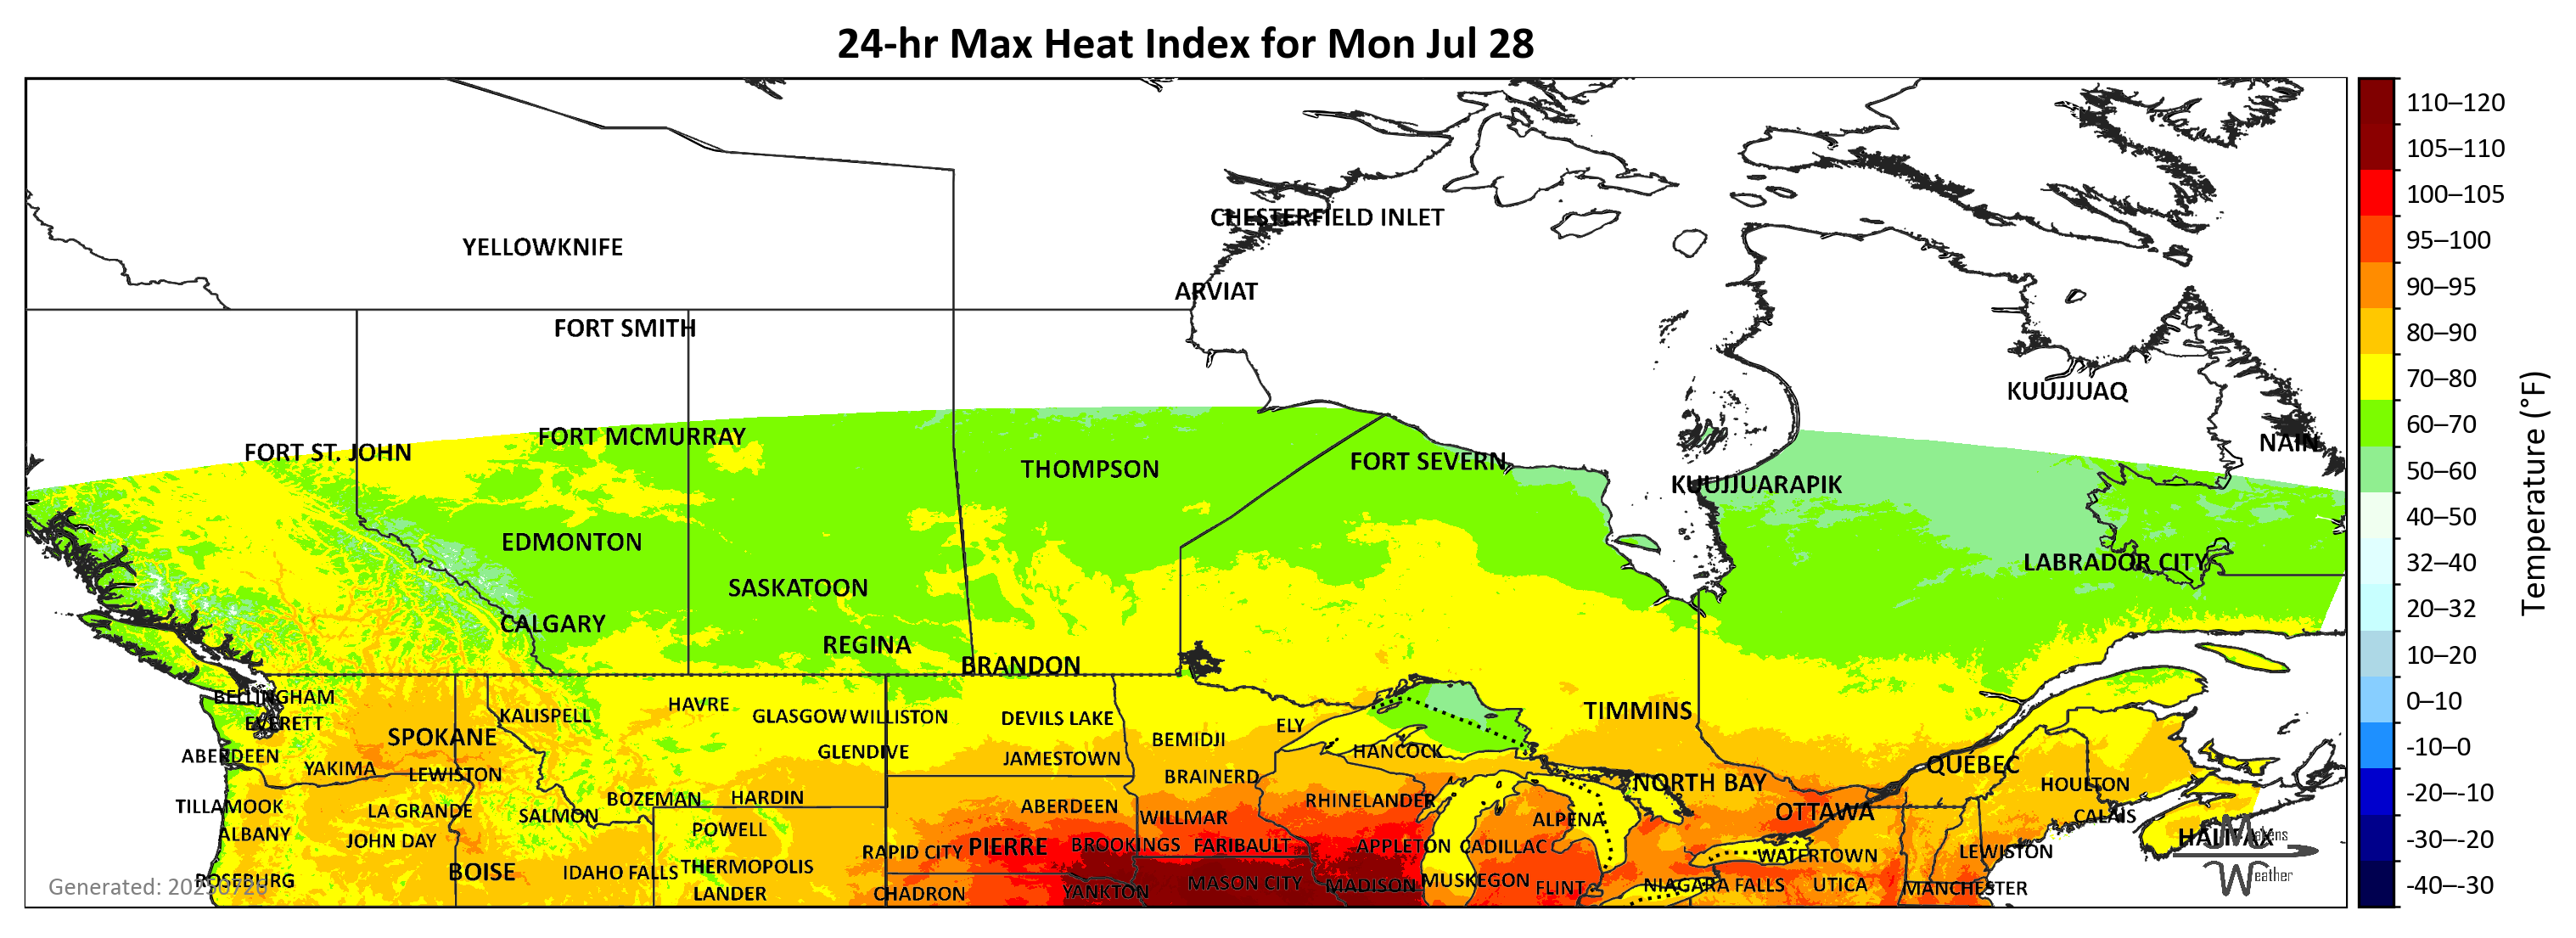 24-hr Max Heat Index for Mon Jul 28
110–120
105–110
CHESTERFIELD INLET
100–105
YELLOWKNIFE
95–100
ARVIAT
90–95
FORT SMITH
80–90
KUUJJUAQ
70–80
FORT MCMURRAY
60–70
FORT ST. JOHN
NAIN
THOMPSON
FORT SEVERN
50–60
KUUJJUARAPIK
40–50
EDMONTON
LABRADOR CITY
32–40
SASKATOON
20–32
CALGARY
REGINA
10–20
BRANDON
BELLINGHAM
HAVRE
0–10
KALISPELL
GLASGOW
WILLISTON
DEVILS LAKE
TIMMINS
EVERETT
ELY
SPOKANE
BEMIDJI
-10–0
ABERDEEN
GLENDIVE
JAMESTOWN
HANCOCK
QUÉBEC
YAKIMA
LEWISTON
BRAINERD
NORTH BAY
HOULTON
-20–-10
TILLAMOOK
LA GRANDE
SALMON
BOZEMAN
HARDIN
ABERDEEN
WILLMAR
RHINELANDER
ALPENA
OTTAWA
CALAIS
ALBANY
JOHN DAY
POWELL
HALIFAX
Makens
Weather
-30–-20
RAPID CITY
PIERRE
BROOKINGS
FARIBAULT
APPLETON
CADILLAC
WATERTOWN
LEWISTON
BOISE
IDAHO FALLS
THERMOPOLIS
ROSEBURG
LANDER
CHADRON
YANKTON
MASON CITY
MADISON
MUSKEGON
FLINT
NIAGARA FALLS
UTICA
MANCHESTER
-40–-30
Generated: 20250726
Temperature (°F)